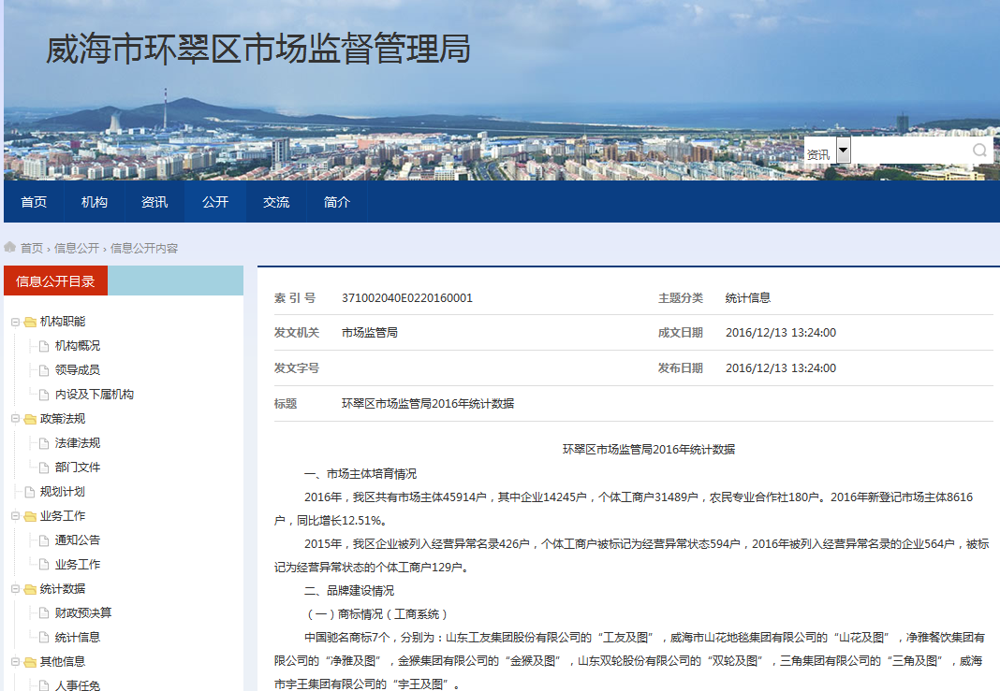 威海市环翠区市场监督管理局
资讯
首页 机构 资讯 公开 交流 简介
首页 › 信息公开 › 信息公开内容
信息公开目录
机构职能
机构概况
领导成员
内设及下属机构
政策法规
法律法规
部门文件
规划计划
业务工作
通知公告
业务工作
统计数据
财政预决算
统计信息
其他信息
人事任免
索 引 号 371002040E0220160001 主题分类 统计信息
发文机关 市场监管局 成文日期 2016/12/13 13:24:00
发文字号 发布日期 2016/12/13 13:24:00
标题 环翠区市场监管局2016年统计数据
环翠区市场监管局2016年统计数据
一、市场主体培育情况
2016年，我区共有市场主体45914户，其中企业14245户，个体工商户31489户，农民专业合作社180户。2016年新登记市场主体8616
户，同比增长12.51%。
2015年，我区企业被列入经营异常名录426户，个体工商户被标记为经营异常状态594户，2016年被列入经营异常名录的企业564户，被标
记为经营异常状态的个体工商户129户。
二、品牌建设情况
（一）商标情况（工商系统）
中国驰名商标7个，分别为：山东工友集团股份有限公司的“工友及图”，威海市山花地毯集团有限公司的“山花及图”，净雅餐饮集团有
限公司的“净雅及图”，金猴集团有限公司的“金猴及图”，山东双轮股份有限公司的“双轮及图”，三角集团有限公司的“三角及图”，威海
市宇王集团有限公司的“宇王及图”。